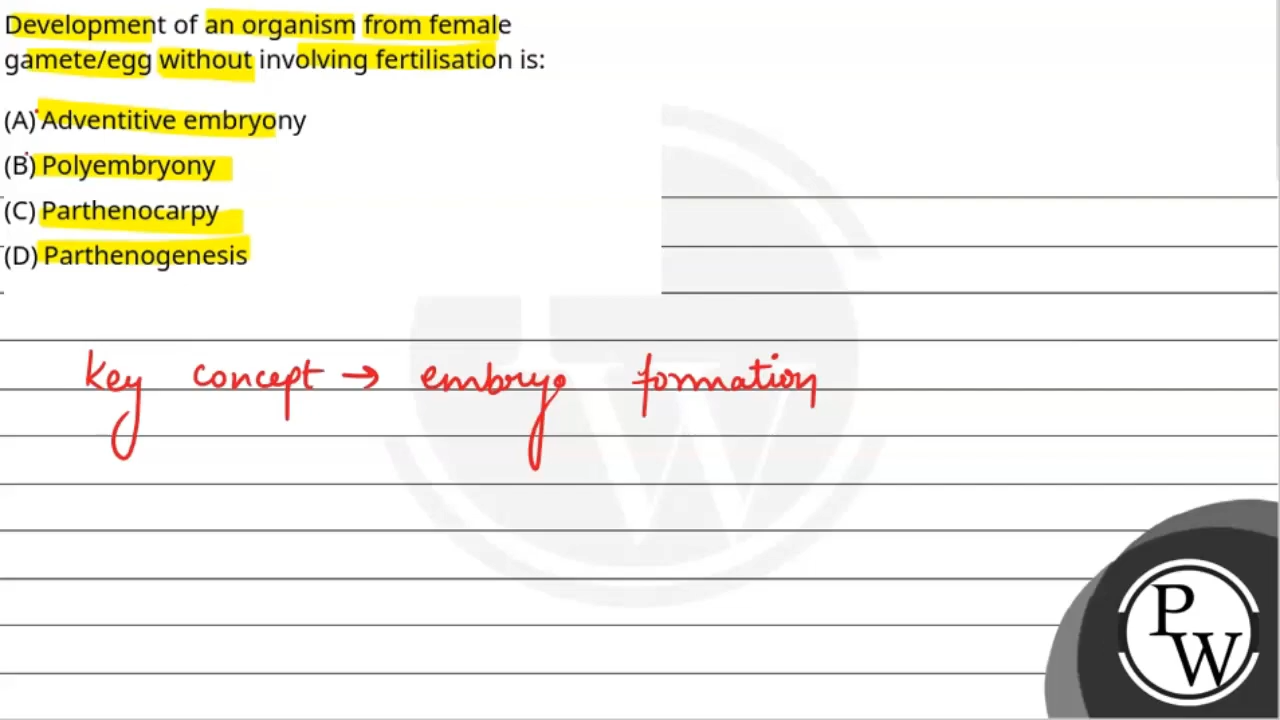 Development of an organism from female
gamete/egg without involving fertilisation is:
(A) Adventitive embryony
(B) Polyembryony
(C) Parthenocarpy
(D) Parthenogenesis
Key concept → embryo formation
PW